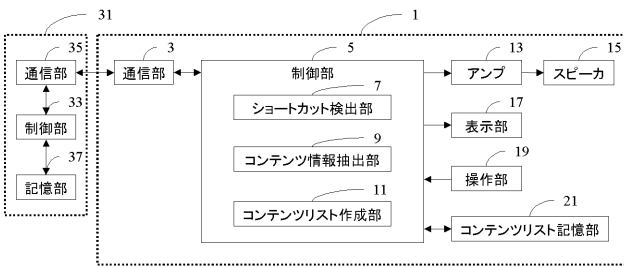 31
1
35
3
5
13
15
通信部
通信部
制御部
アンプ
スピーカ
7
33
ショートカット検出部
17
制御部
表示部
9
37
コンテンツ情報抽出部
19
記憶部
操作部
11
コンテンツリスト作成部
21
コンテンツリスト記憶部